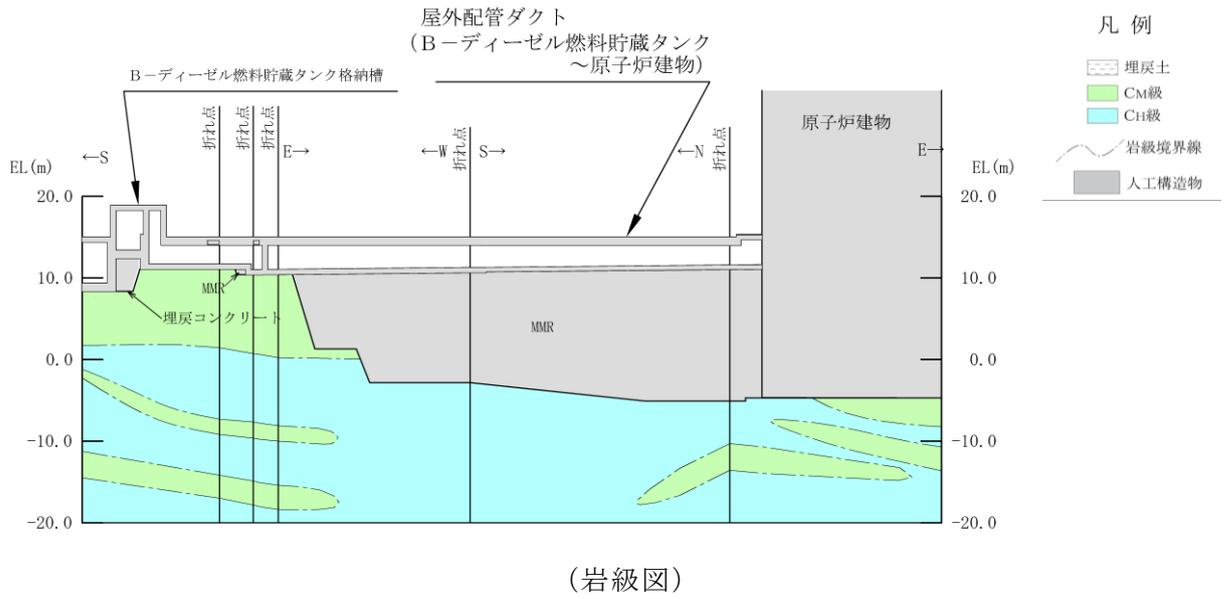 屋外配管ダクト
（Ｂ－ディーゼル燃料貯蔵タンク
～原子炉建物）
Ｂ－ディーゼル燃料貯蔵タンク格納槽
凡 例
埋戻土
CM級
CH級
岩級境界線
人工構造物
原子炉建物
折れ点
折れ点
折れ点
折れ点
折れ点
←S
E→
←W
S→
←N
E→
EL(m)
20.0
10.0
0.0
-10.0
-20.0
EL(m)
20.0
10.0
0.0
-10.0
-20.0
MMR
埋戻コンクリート
MMR
（岩級図）